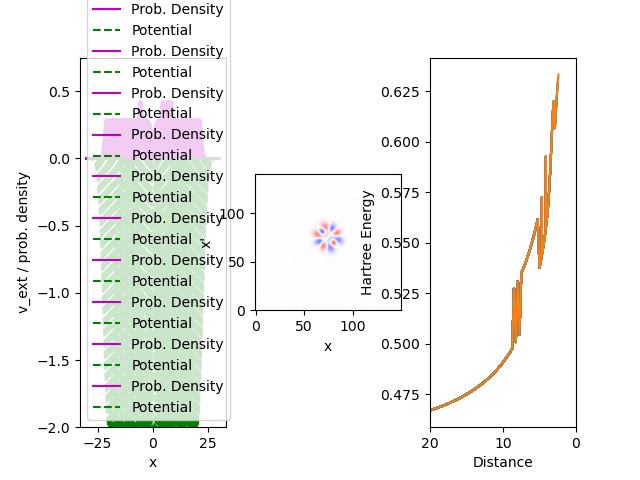 Prob. Density
Potential
Prob. Density
Potential
Prob. Density
Potential
Prob. Density
Potential
Prob. Density
Potential
Prob. Density
Potential
Prob. Density
Potential
Prob. Density
Potential
Prob. Density
Potential
Prob. Density
Potential
0.5
0.0
−0.5
−1.0
−1.5
−2.0
−25
0
25
x
v_ext / prob. density
100
50
0
0
50
100
x
x'
0.625
0.600
0.575
0.550
0.525
0.500
0.475
20
10
0
Distance
Hartree Energy